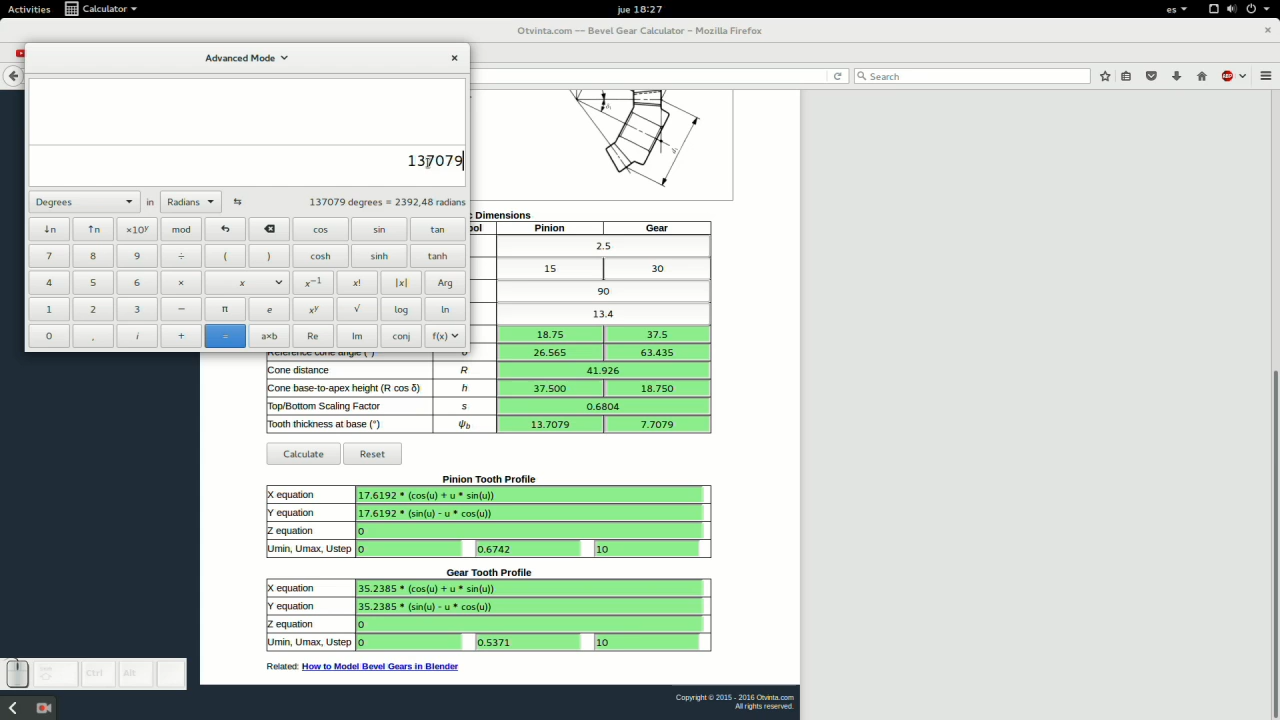 Activities Calculator jue 18:27 es
Otvinta.com -- Bevel Gear Calculator - Mozilla Firefox
Advanced Mode
Search
ABP
137079
Degrees in Radians 137079 degrees = 2392,48 radians
↓n ↑n ×10ʸ mod cos sin tan
7 8 9 ÷ ( ) cosh sinh tanh
4 5 6 × x x⁻¹ x! |x| Arg
1 2 3 − π e xʸ √ log ln
0 , i + = a×b Re Im conj f(x)
c Dimensions
ool Pinion Gear
2.5
15 30
90
13.4
18.75 37.5
Reference cone angle (°) δ 26.565 63.435
Cone distance R 41.926
Cone base-to-apex height (R cos δ) h 37.500 18.750
Top/Bottom Scaling Factor s 0.6804
Tooth thickness at base (°) ψb 13.7079 7.7079
Calculate Reset
Pinion Tooth Profile
X equation 17.6192 * (cos(u) + u * sin(u))
Y equation 17.6192 * (sin(u) - u * cos(u))
Z equation 0
Umin, Umax, Ustep 0 0.6742 10
Gear Tooth Profile
X equation 35.2385 * (cos(u) + u * sin(u))
Y equation 35.2385 * (sin(u) - u * cos(u))
Z equation 0
Umin, Umax, Ustep 0 0.5371 10
Related: How to Model Bevel Gears in Blender
Ctrl Alt
Copyright © 2015 - 2016 Otvinta.com
All rights reserved.